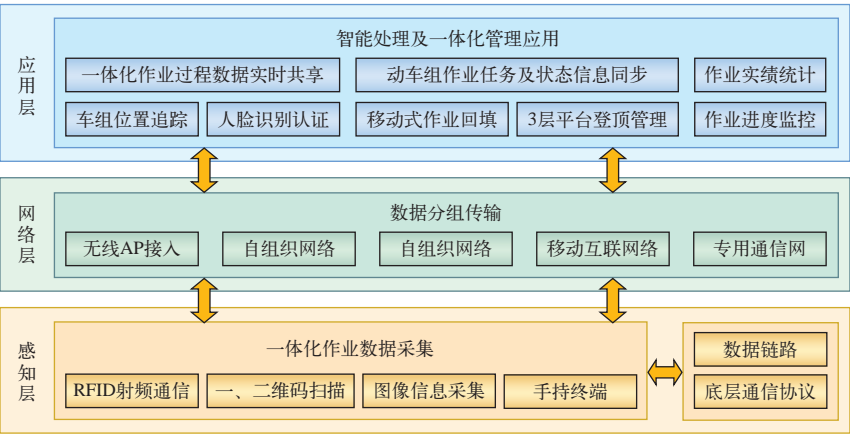 应用层
智能处理及一体化管理应用
一体化作业过程数据实时共享
动车组作业任务及状态信息同步
作业实绩统计
车组位置追踪
人脸识别认证
移动式作业回填
3层平台登顶管理
作业进度监控
网络层
数据分组传输
无线AP接入
自组织网络
自组织网络
移动互联网络
专用通信网
感知层
一体化作业数据采集
RFID射频通信
一、二维码扫描
图像信息采集
手持终端
数据链路
底层通信协议